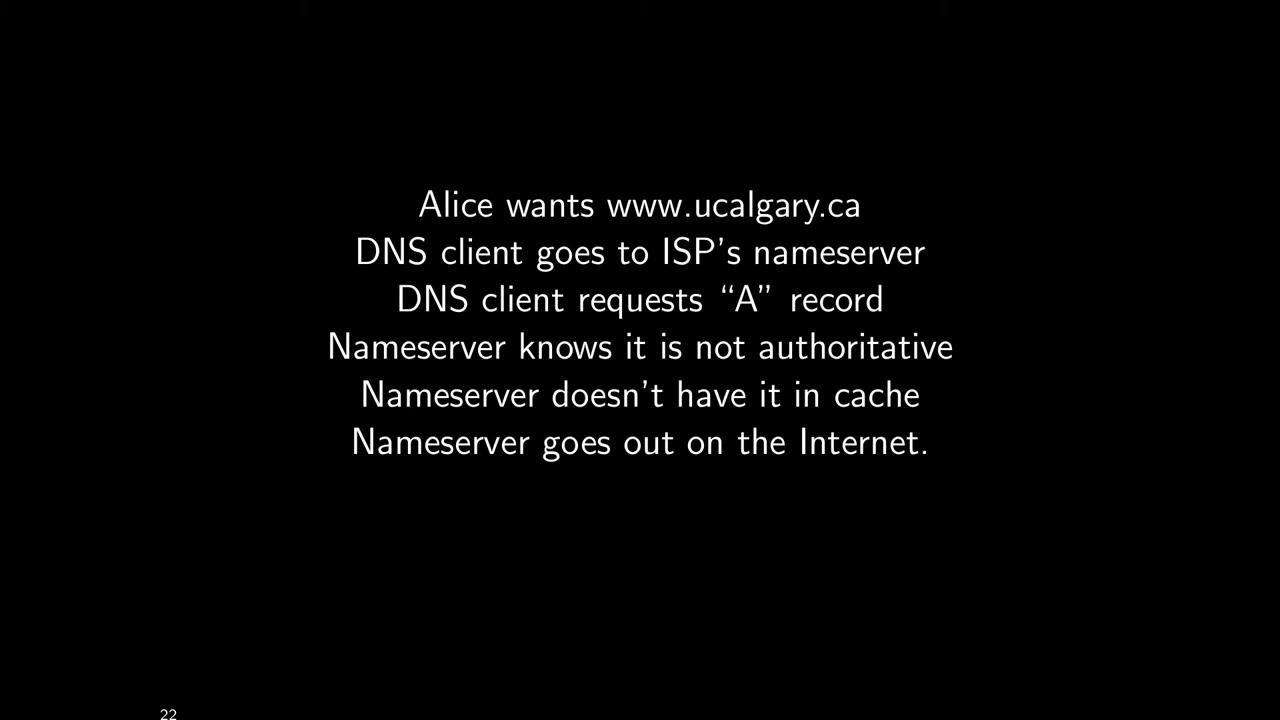 Alice wants www.ucalgary.ca
DNS client goes to ISP’s nameserver
DNS client requests “A” record
Nameserver knows it is not authoritative
Nameserver doesn’t have it in cache
Nameserver goes out on the Internet.
22